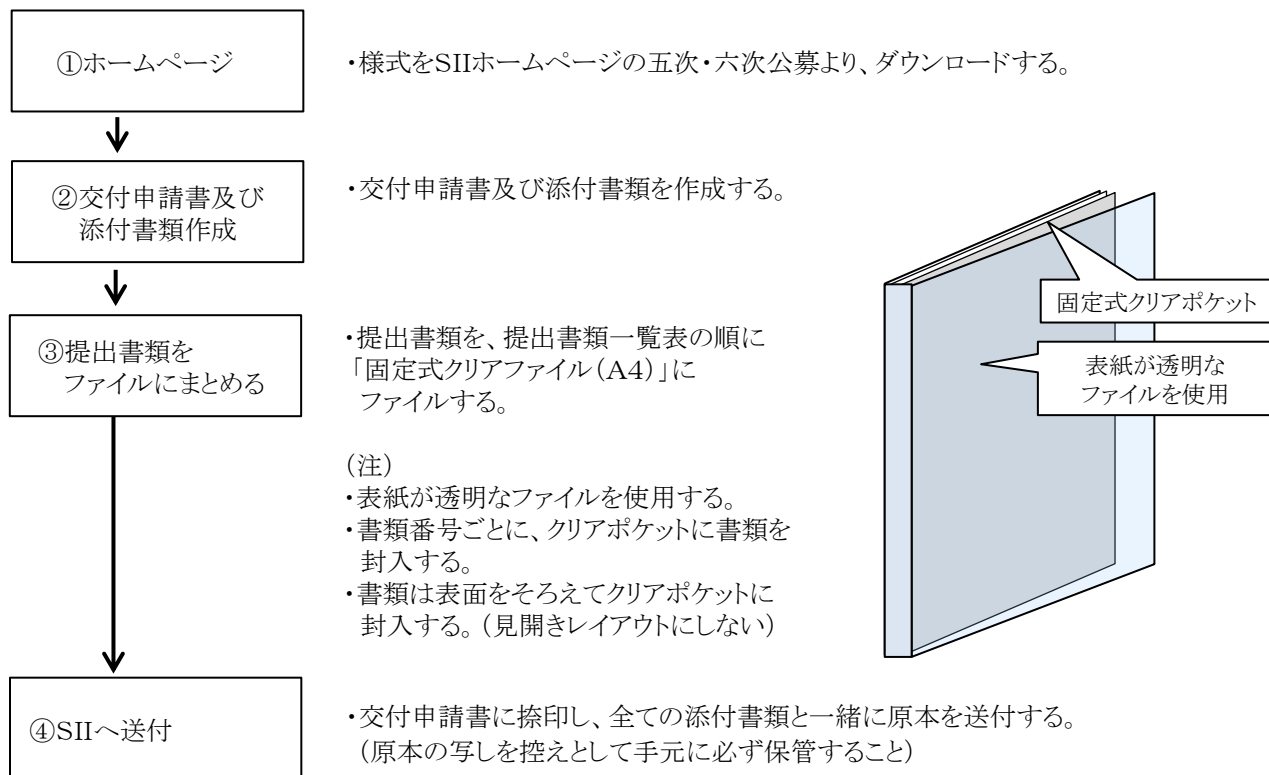 ①ホームページ
・様式をSIIホームページの五次・六次公募より、ダウンロードする。
②交付申請書及び
添付書類作成
・交付申請書及び添付書類を作成する。
③提出書類を
ファイルにまとめる
・提出書類を、提出書類一覧表の順に
「固定式クリアファイル(A4)」に
ファイルする。
(注)
・表紙が透明なファイルを使用する。
・書類番号ごとに、クリアポケットに書類を
封入する。
・書類は表面をそろえてクリアポケットに
封入する。(見開きレイアウトにしない)
固定式クリアポケット
表紙が透明な
ファイルを使用
④SIIへ送付
・交付申請書に捺印し、全ての添付書類と一緒に原本を送付する。
(原本の写しを控えとして手元に必ず保管すること)